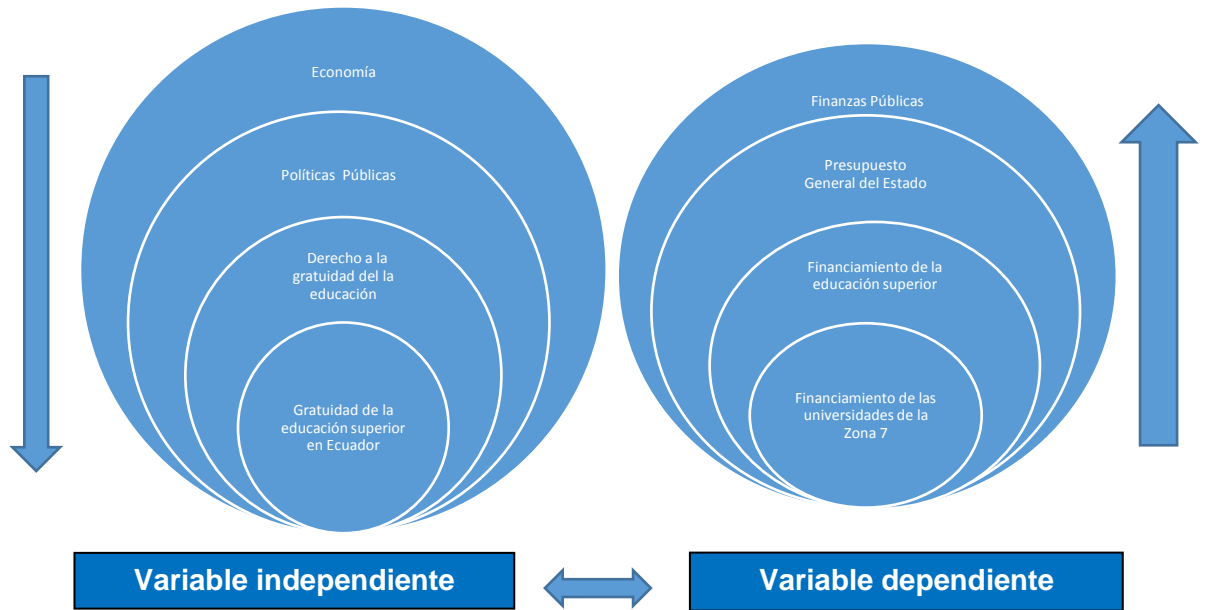 Economía
Políticas Públicas
Derecho a la
gratuidad del la
educación
Gratuidad de la
educación superior
en Ecuador
Finanzas Públicas
Presupuesto
General del Estado
Financiamiento de la
educación superior
Financiamiento de las
universidades de la
Zona 7
Variable independiente
Variable dependiente